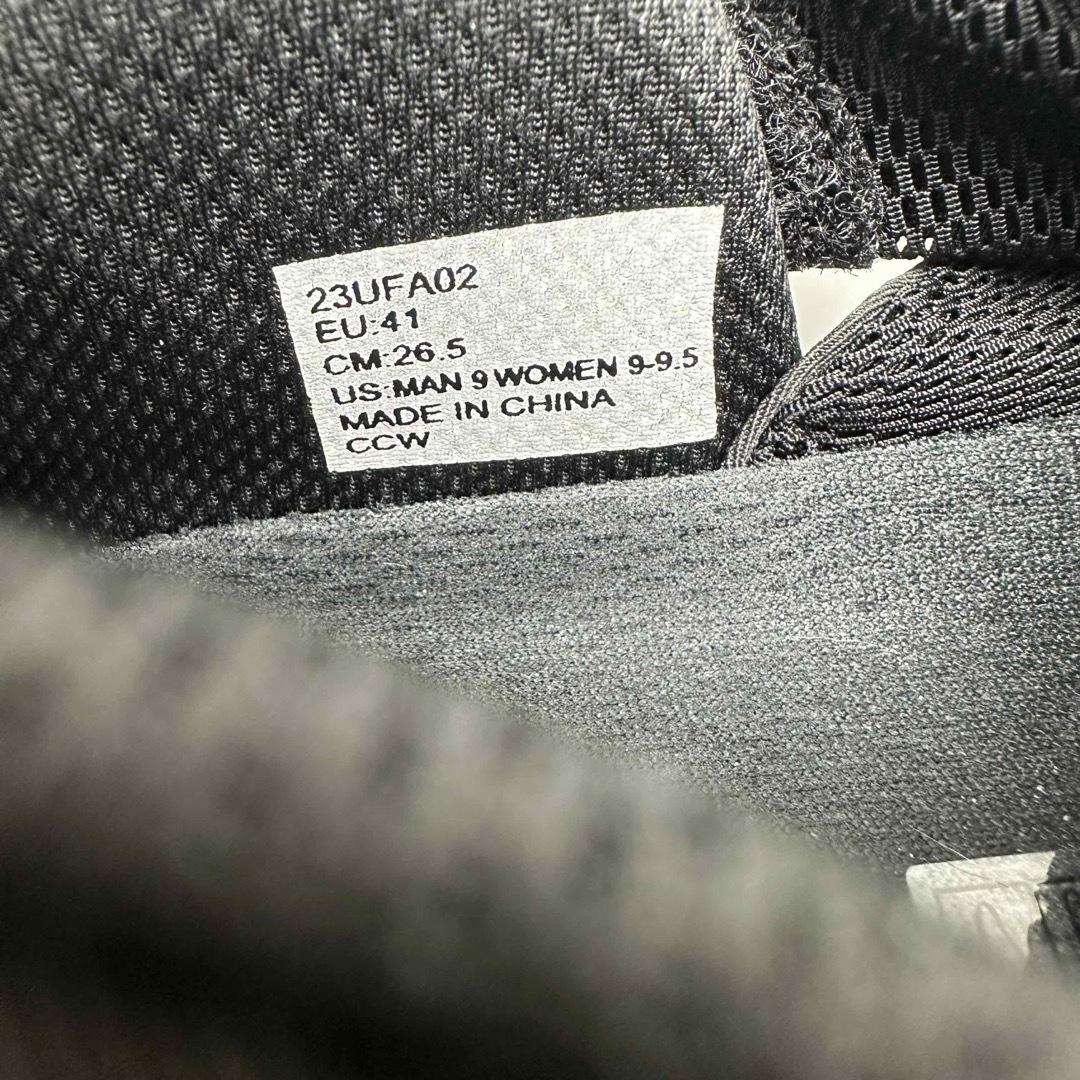 23UFA02
EU:41
CM:26.5
US:MAN 9 WOMEN 9-9.5
MADE IN CHINA
CCW